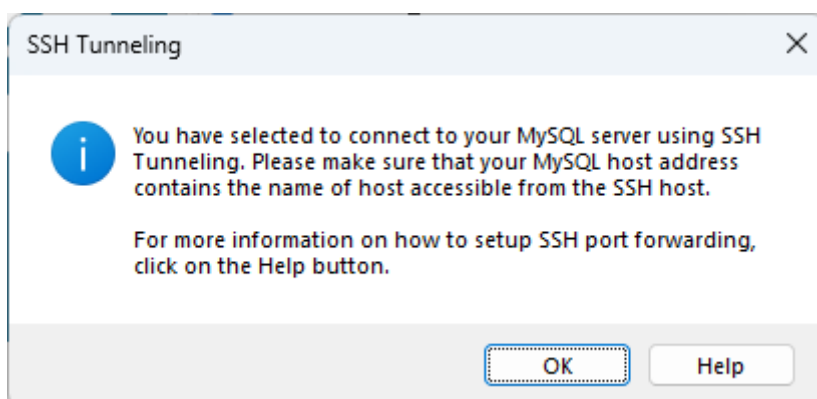 SSH Tunneling
You have selected to connect to your MySQL server using SSH
Tunneling. Please make sure that your MySQL host address
contains the name of host accessible from the SSH host.
For more information on how to setup SSH port forwarding,
click on the Help button.
OK
Help